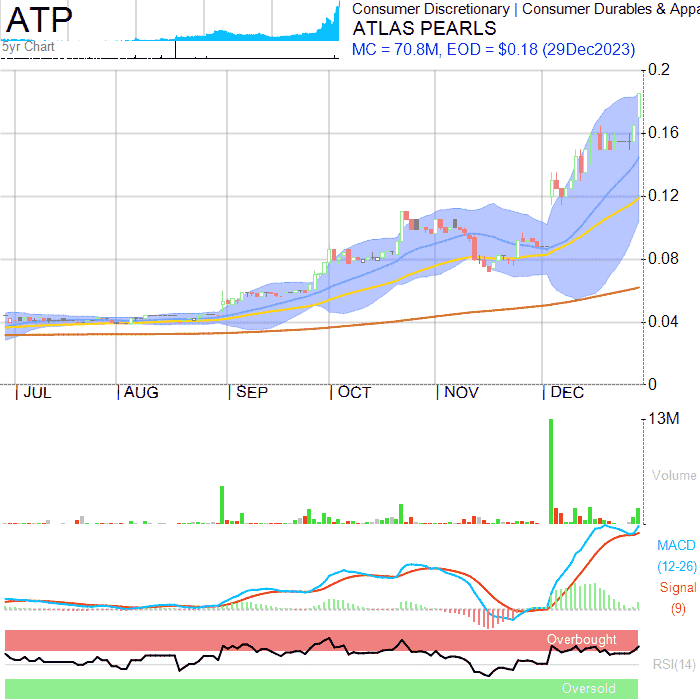 ATP
5yr Chart
Consumer Discretionary | Consumer Durables & Appa
ATLAS PEARLS
MC = 70.8M, EOD = $0.18 (29Dec2023)
0.2
0.16
0.12
0.08
0.04
0
JUL AUG SEP OCT NOV DEC
13M
Volume
MACD
(12-26)
Signal
(9)
Overbought
RSI(14)
Oversold